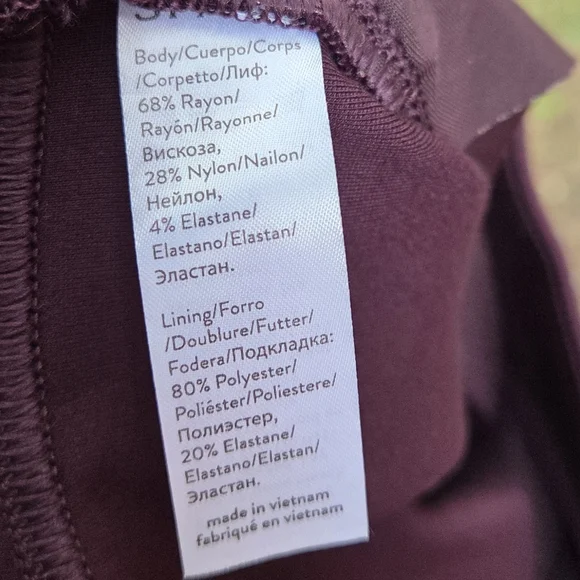 Body/Cuerpo/Corps
/Corpetto/Лиф:
68% Rayon/
Rayón/Rayonne/
Вискоза,
28% Nylon/Nailon/
Нейлон,
4% Elastane/
Elastano/Elastan/
Эластан.
Lining/Forro
/Doublure/Futter/
Fodera/Подкладка:
80% Polyester/
Poliéster/Poliestere/
Полиэстер,
20% Elastane/
Elastano/Elastan/
Эластан.
made in vietnam
fabriqué en vietnam